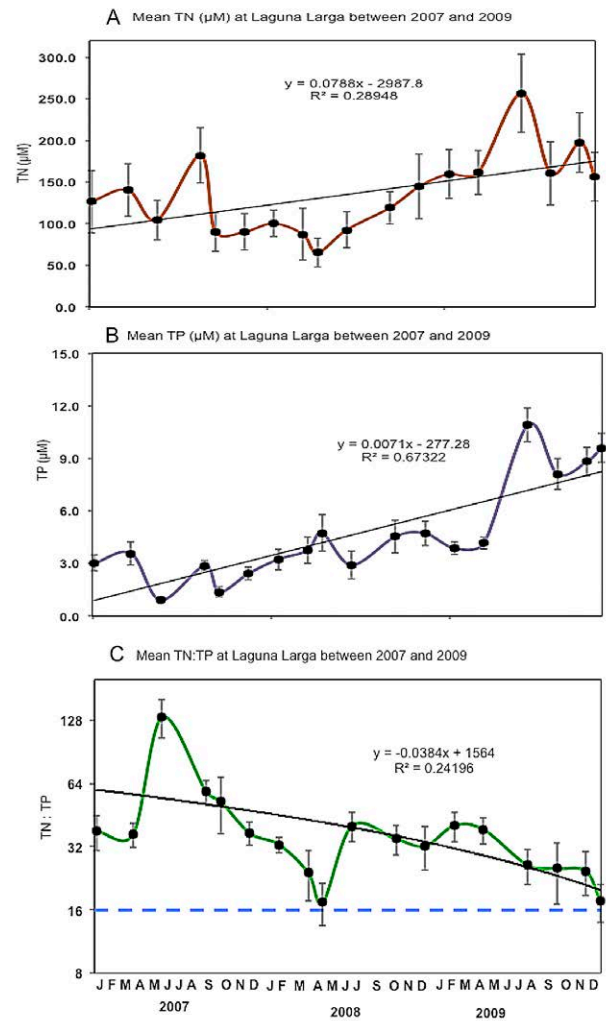 A Mean TN (µM) at Laguna Larga between 2007 and 2009
300.0
250.0
200.0
150.0
100.0
50.0
0.0
TN (µM)
y = 0.0788x - 2987.8
R² = 0.28948
B Mean TP (µM) at Laguna Larga between 2007 and 2009
15.0
12.0
9.0
6.0
3.0
0.0
TP (µM)
y = 0.0071x - 277.28
R² = 0.67322
C Mean TN:TP at Laguna Larga between 2007 and 2009
128
64
32
16
8
TN : TP
y = -0.0384x + 1564
R² = 0.24196
J F M A M J J A S O N D J F M A M J J A S O N D J F M A M J J A S O N D
2007 2008 2009